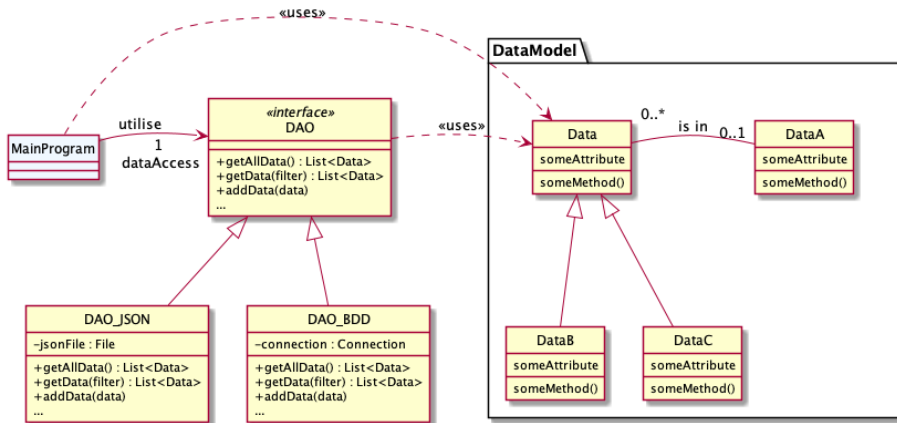 «uses»
DataModel
MainProgram
utilise
1
dataAccess
«interface»
DAO
+getAllData() : List<Data>
+getData(filter) : List<Data>
+addData(data)
...
«uses»
Data
someAttribute
someMethod()
0..*
is in
0..1
DataA
someAttribute
someMethod()
DAO_JSON
-jsonFile : File
+getAllData() : List<Data>
+getData(filter) : List<Data>
+addData(data)
...
DAO_BDD
-connection : Connection
+getAllData() : List<Data>
+getData(filter) : List<Data>
+addData(data)
...
DataB
someAttribute
someMethod()
DataC
someAttribute
someMethod()